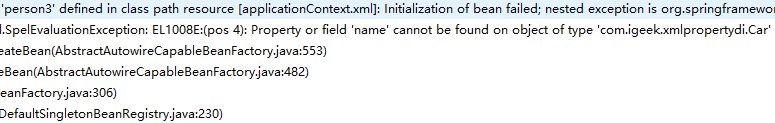 'person3' defined in class path resource [applicationContext.xml]: Initialization of bean failed; nested exception is org.springframewo
l.SpelEvaluationException: EL1008E:(pos 4): Property or field 'name' cannot be found on object of type 'com.igeek.xmlpropertydi.Car'
eateBean(AbstractAutowireCapableBeanFactory.java:553)
eBean(AbstractAutowireCapableBeanFactory.java:482)
eanFactory.java:306)
DefaultSingletonBeanRegistry.java:230)